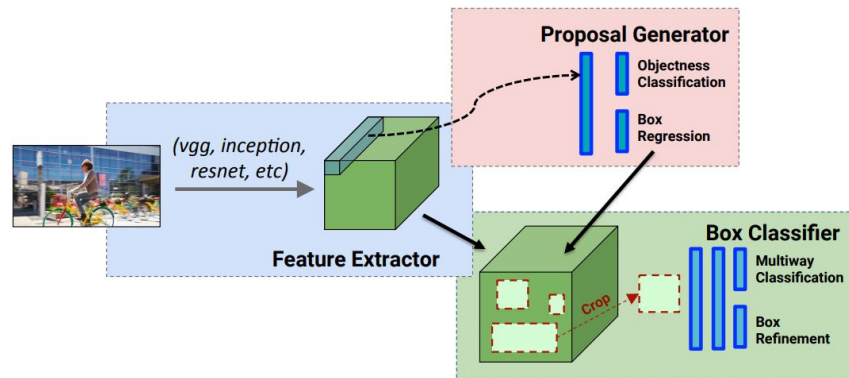 Proposal Generator
Objectness
Classification
Box
Regression
(vgg, inception,
resnet, etc)
Feature Extractor
Box Classifier
Multiway
Classification
Crop
Box
Refinement